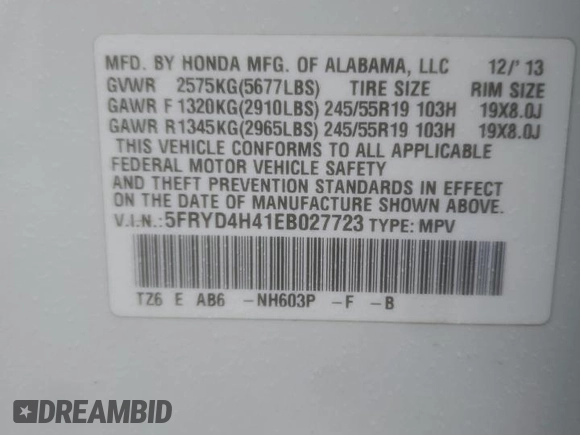 MFD. BY HONDA MFG. OF ALABAMA, LLC 12/'13
GVWR 2575KG(5677LBS) TIRE SIZE RIM SIZE
GAWR F 1320KG(2910LBS) 245/55R19 103H 19X8.0J
GAWR R1345KG(2965LBS) 245/55R19 103H 19X8.0J
THIS VEHICLE CONFORMS TO ALL APPLICABLE
FEDERAL MOTOR VEHICLE SAFETY
AND THEFT PREVENTION STANDARDS IN EFFECT
ON THE DATE OF MANUFACTURE SHOWN ABOVE.
V.I.N.: 5FRYD4H41EB027723 TYPE: MPV
TZ6 E AB6 -NH603P -F -B
DREAMBID